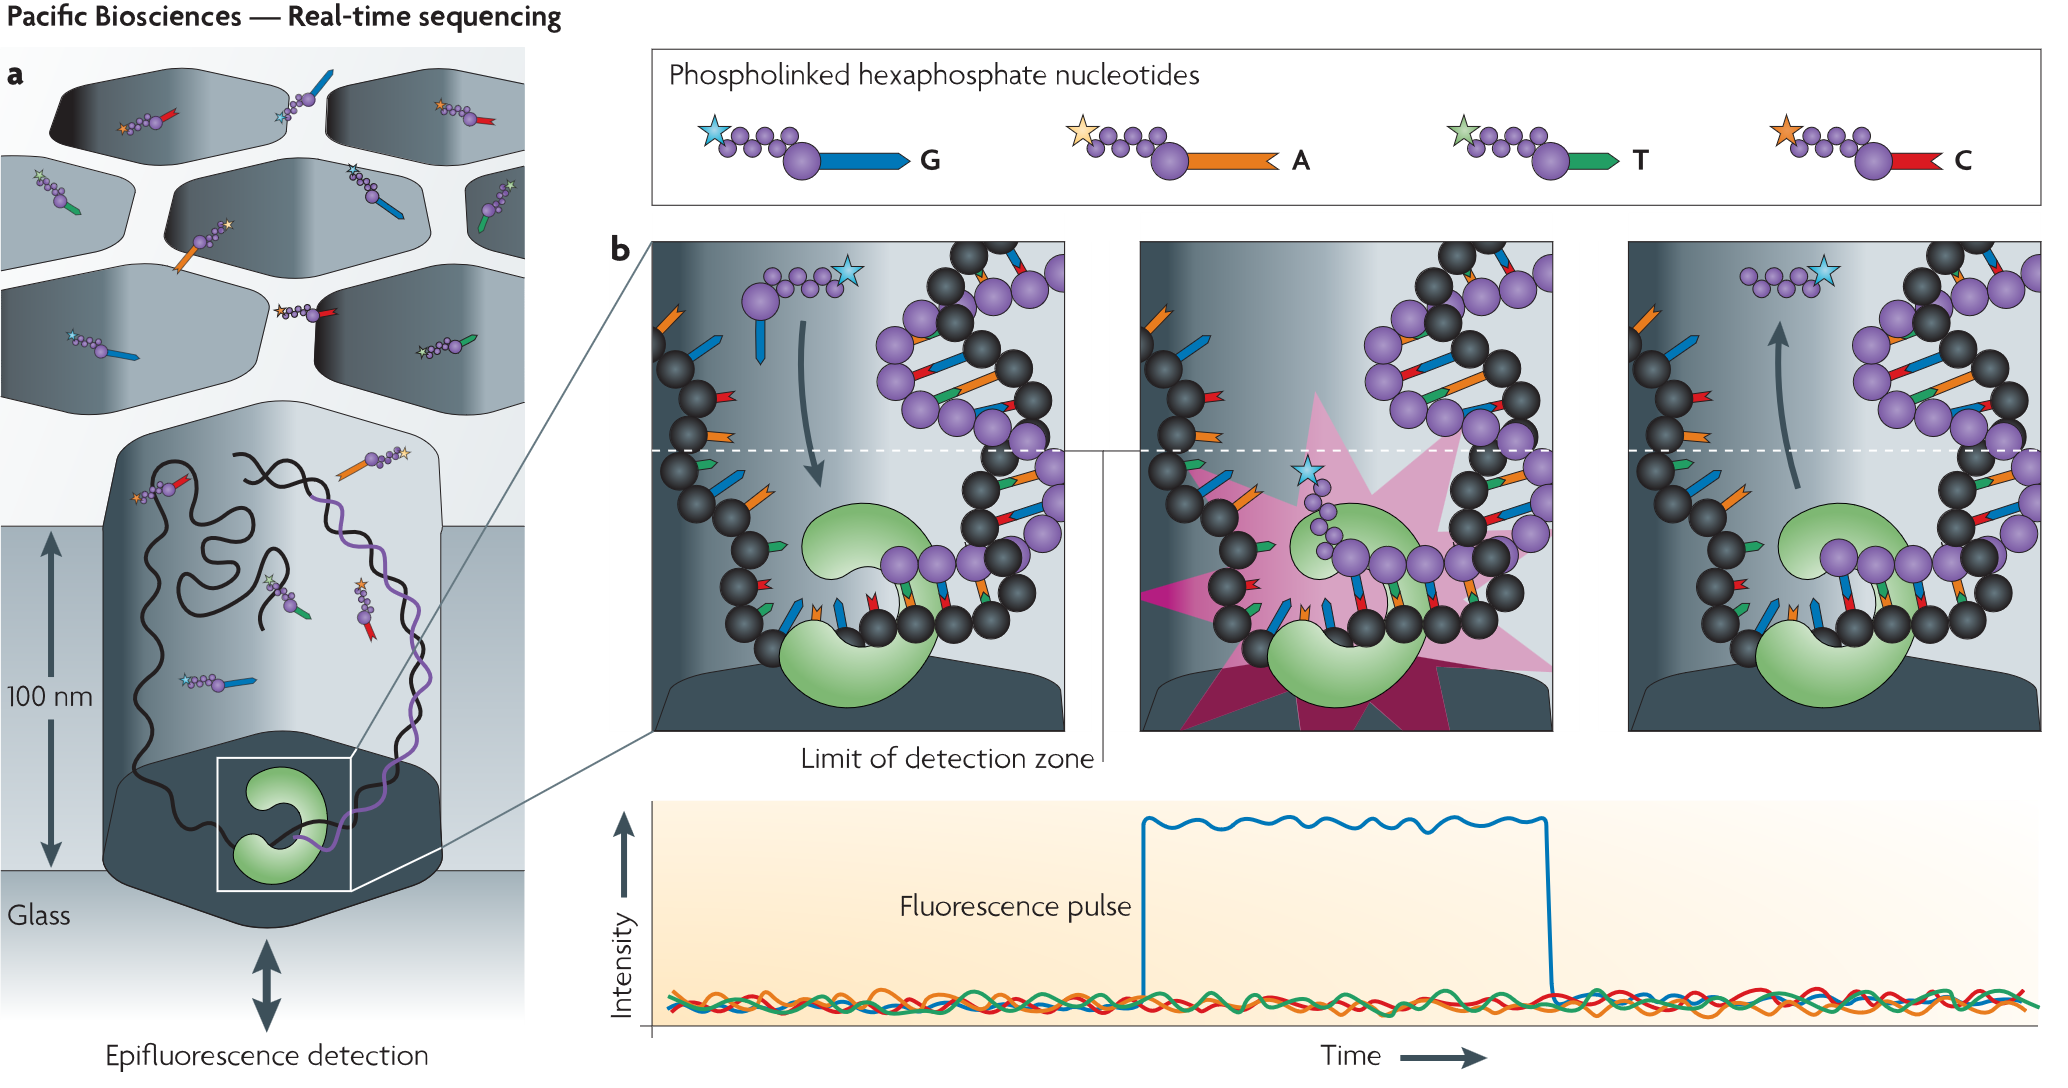 Pacific Biosciences — Real-time sequencing
a
Phospholinked hexaphosphate nucleotides
G
A
T
C
b
100 nm
Glass
Epifluorescence detection
Limit of detection zone
Intensity
Fluorescence pulse
Time